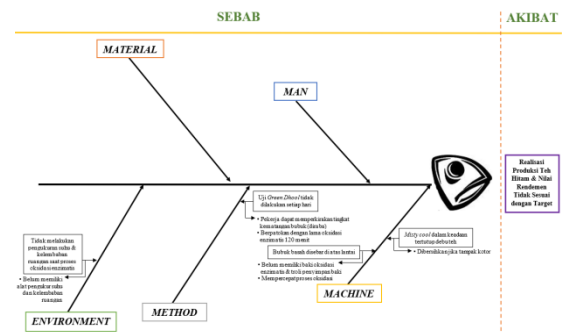 SEBAB
AKIBAT
MATERIAL
MAN
Realisasi
Produksi Teh
Hitam & Nilai
Rendemen
Tidak Sesuai
dengan Target
Uji Green Dhool tidak
dilakukan setiap hari
• Pekerja dapat memperkirakan tingkat
kematangan bubuk (diraba)
• Berpatokan dengan lama oksidasi
enzimatis 120 menit
Misty cool dalam keadaan
tertutup debu teh
• Dibersihkan jika tampak kotor
Bubuk basah disebar di atas lantai
• Belum memiliki baki oksidasi
enzimatis & troli penyimpan baki
• Mempercepat proses oksidasi
Tidak melakukan
pengukuran suhu &
kelembaban
ruangan saat proses
oksidasi enzimatis
• Belum memiliki
alat pengukur suhu
dan kelembaban
ruangan
ENVIRONMENT
METHOD
MACHINE